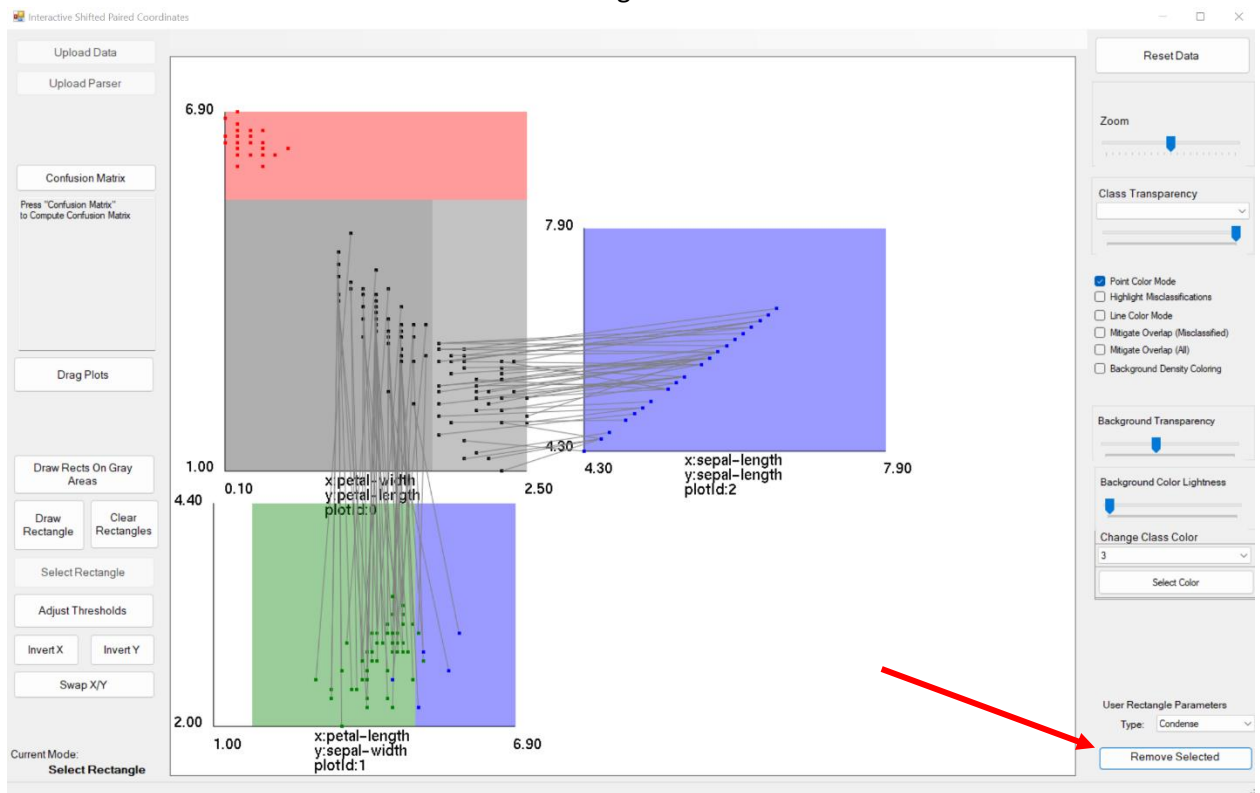 Interactive Shifted Paired Coordinates
Upload Data
Upload Parser
Confusion Matrix
Press "Confusion Matrix"
to Compute Confusion Matrix
Drag Plots
Draw Rects On Gray
Areas
Draw
Rectangle
Clear
Rectangles
Select Rectangle
Adjust Thresholds
Invert X
Invert Y
Swap X/Y
Current Mode:
Select Rectangle
6.90
1.00
0.10
x:petal-width
y:petal-length
plotId:0
2.50
7.90
4.30
4.30
x:sepal-length
y:sepal-length
plotId:2
7.90
4.40
2.00
1.00
x:petal-length
y:sepal-width
plotId:1
6.90
Reset Data
Zoom
Class Transparency
Point Color Mode
Highlight Misclassifications
Line Color Mode
Mitigate Overlap (Misclassified)
Mitigate Overlap (All)
Background Density Coloring
Background Transparency
Background Color Lightness
Change Class Color
3
Select Color
User Rectangle Parameters
Type: Condense
Remove Selected